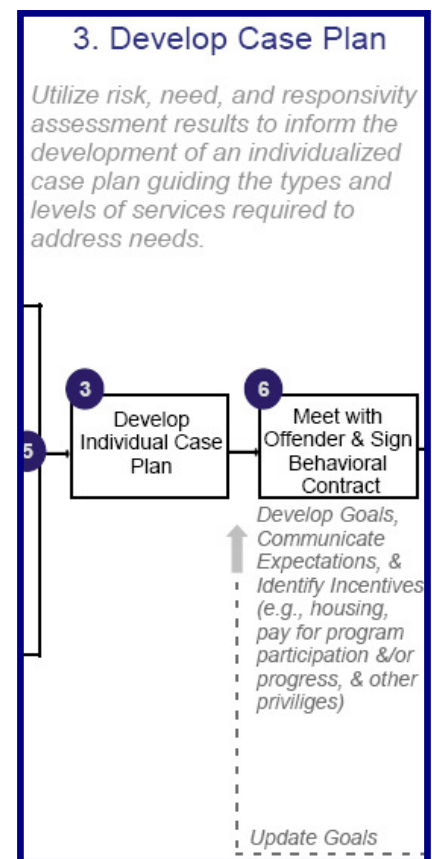 3. Develop Case Plan
Utilize risk, need, and responsivity
assessment results to inform the
development of an individualized
case plan guiding the types and
levels of services required to
address needs.
3
Develop
Individual Case
Plan
5
6
Meet with
Offender & Sign
Behavioral
Contract
Develop Goals,
Communicate
Expectations, &
Identify Incentives
(e.g., housing,
pay for program
participation &/or
progress, & other
priviliges)
Update Goals